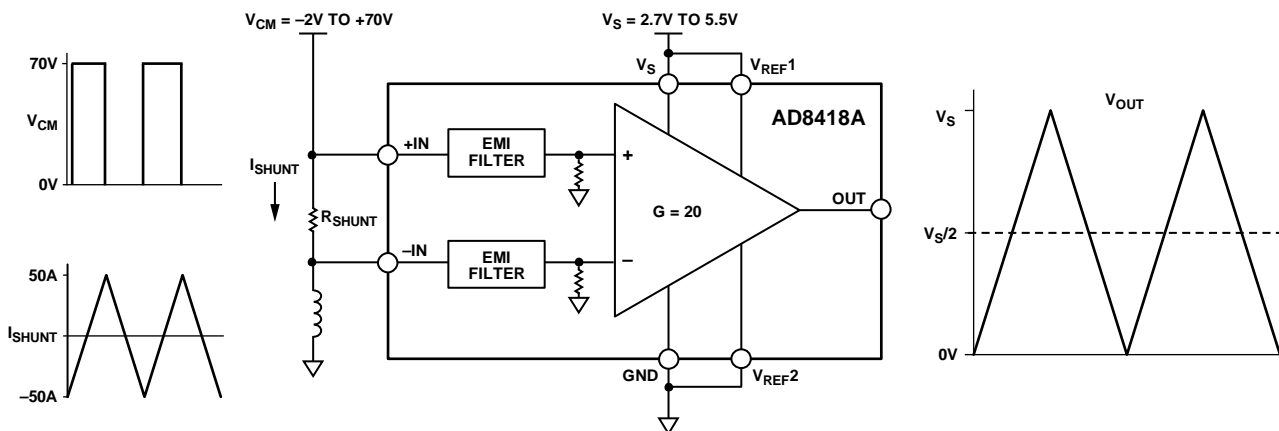 V_CM = –2V TO +70V
V_S = 2.7V TO 5.5V
70V
V_CM
0V
I_SHUNT
R_SHUNT
50A
I_SHUNT
–50A
V_S
V_REF1
AD8418A
+IN
EMI
FILTER
+
G = 20
OUT
–IN
EMI
FILTER
–
GND
V_REF2
V_OUT
V_S
V_S/2
0V